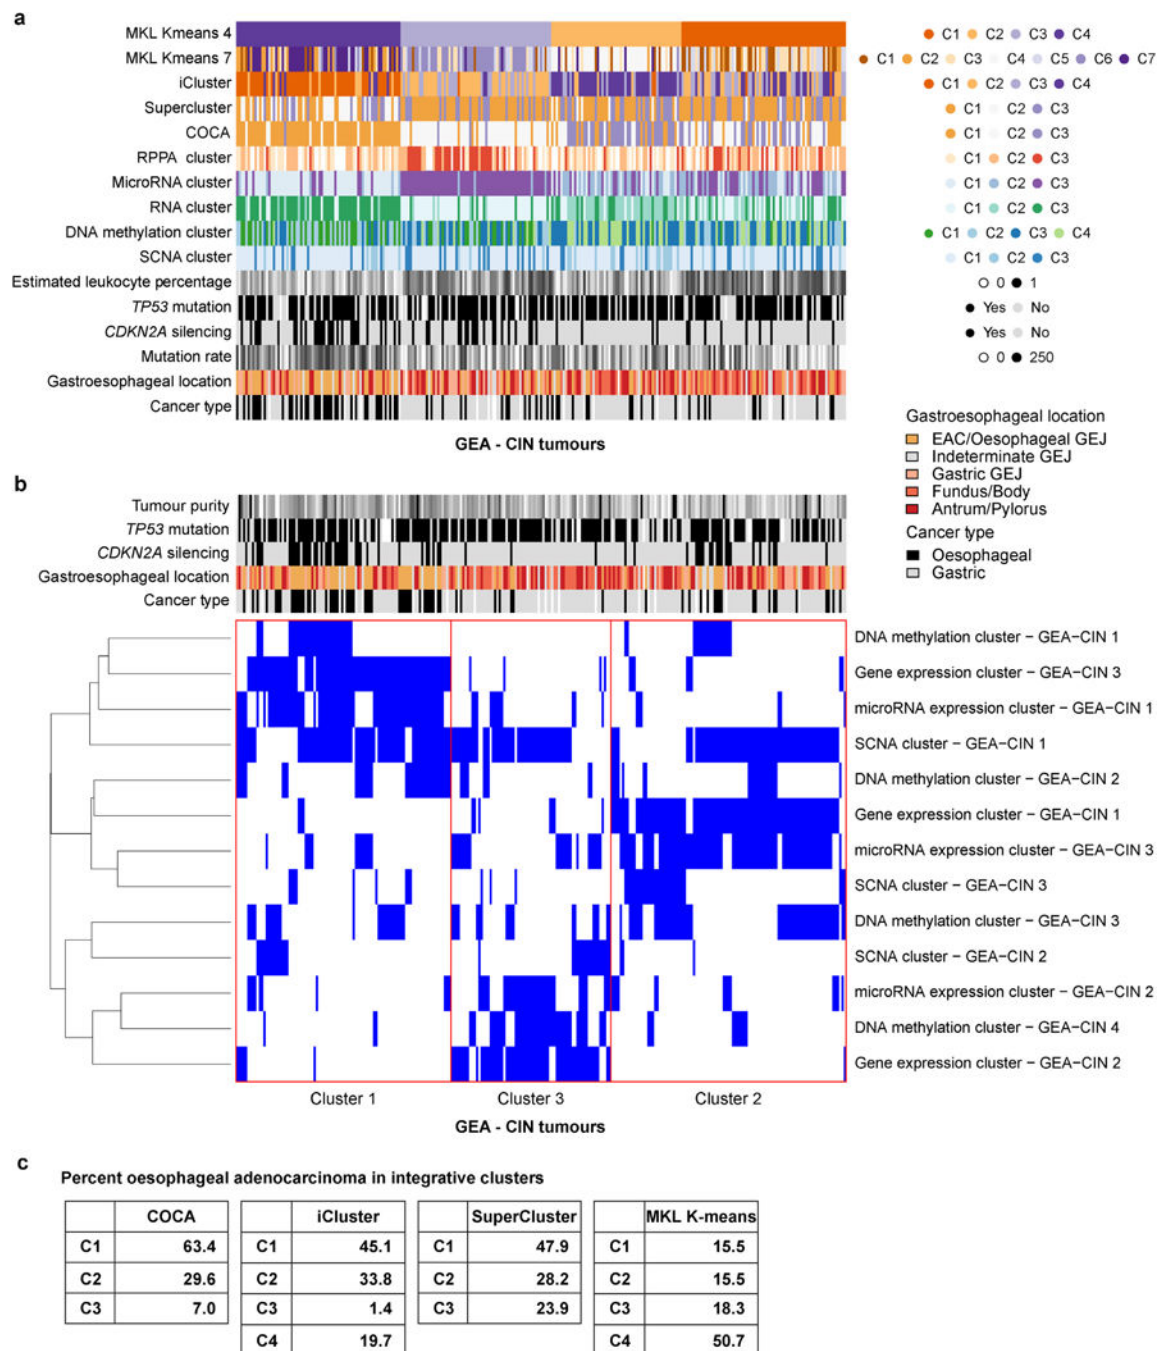 a
MKL Kmeans 4
C1 C2 C3 C4
MKL Kmeans 7
C1 C2 C3 C4 C5 C6 C7
iCluster
C1 C2 C3 C4
Supercluster
C1 C2 C3
COCA
C1 C2 C3
RPPA cluster
C1 C2 C3
MicroRNA cluster
C1 C2 C3
RNA cluster
C1 C2 C3
DNA methylation cluster
C1 C2 C3 C4
SCNA cluster
C1 C2 C3
Estimated leukocyte percentage
0 1
TP53 mutation
Yes No
CDKN2A silencing
Yes No
Mutation rate
0 250
Gastroesophageal location
Cancer type
GEA - CIN tumours
Gastroesophageal location
EAC/Oesophageal GEJ
Indeterminate GEJ
Gastric GEJ
Fundus/Body
Antrum/Pylorus
Cancer type
Oesophageal
Gastric
b
Tumour purity
TP53 mutation
CDKN2A silencing
Gastroesophageal location
Cancer type
DNA methylation cluster − GEA−CIN 1
Gene expression cluster − GEA−CIN 3
microRNA expression cluster − GEA−CIN 1
SCNA cluster − GEA−CIN 1
DNA methylation cluster − GEA−CIN 2
Gene expression cluster − GEA−CIN 1
microRNA expression cluster − GEA−CIN 3
SCNA cluster − GEA−CIN 3
DNA methylation cluster − GEA−CIN 3
SCNA cluster − GEA−CIN 2
microRNA expression cluster − GEA−CIN 2
DNA methylation cluster − GEA−CIN 4
Gene expression cluster − GEA−CIN 2
Cluster 1 Cluster 3 Cluster 2
GEA - CIN tumours
c
Percent oesophageal adenocarcinoma in integrative clusters
COCA
C1 63.4
C2 29.6
C3 7.0
iCluster
C1 45.1
C2 33.8
C3 1.4
C4 19.7
SuperCluster
C1 47.9
C2 28.2
C3 23.9
MKL K-means
C1 15.5
C2 15.5
C3 18.3
C4 50.7